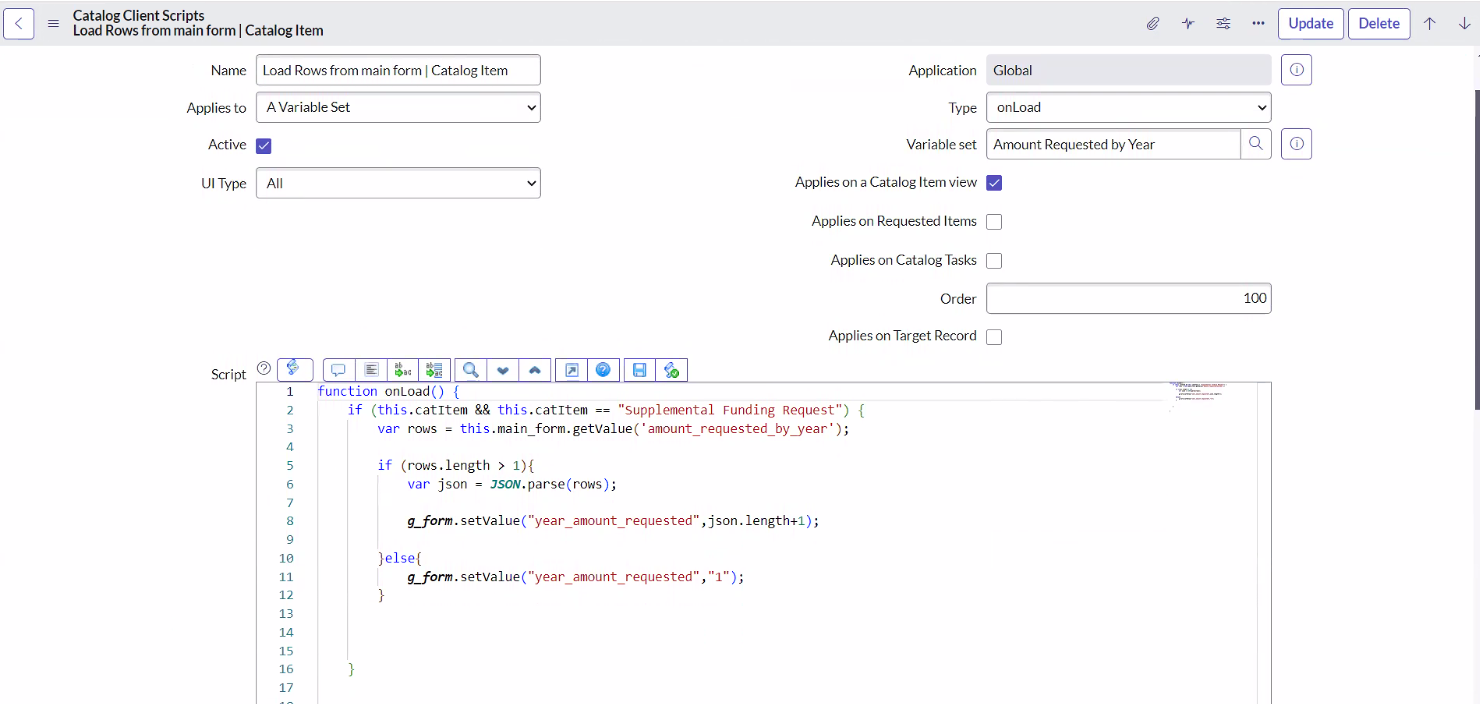 Catalog Client Scripts
Load Rows from main form | Catalog Item
Update
Delete
Name
Load Rows from main form | Catalog Item
Application
Global
Applies to
A Variable Set
Type
onLoad
Active
Variable set
Amount Requested by Year
UI Type
All
Applies on a Catalog Item view
Applies on Requested Items
Applies on Catalog Tasks
Order
100
Applies on Target Record
Script
1 function onLoad() {
2 if (this.catItem && this.catItem == "Supplemental Funding Request") {
3 var rows = this.main_form.getValue('amount_requested_by_year');
4
5 if (rows.length > 1){
6 var json = JSON.parse(rows);
7
8 g_form.setValue("year_amount_requested",json.length+1);
9
10 }else{
11 g_form.setValue("year_amount_requested","1");
12 }
13
14
15
16 }
17